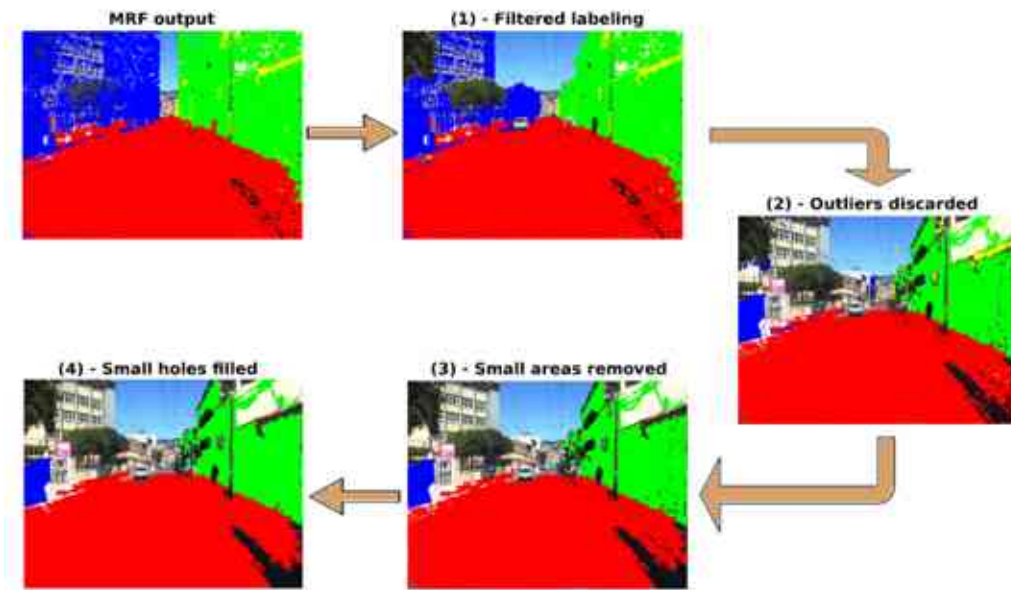 MRF output
(1) - Filtered labeling
(2) - Outliers discarded
(4) - Small holes filled
(3) - Small areas removed